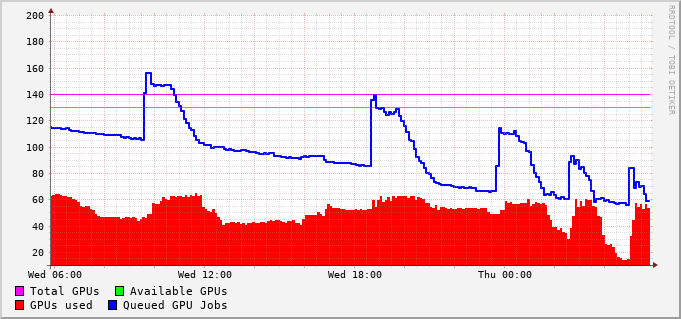 200
180
160
140
120
100
80
60
40
20
Wed 06:00 Wed 12:00 Wed 18:00 Thu 00:00
Total GPUs Available GPUs
GPUs used Queued GPU Jobs
RRDTOOL / TOBI OETIKER